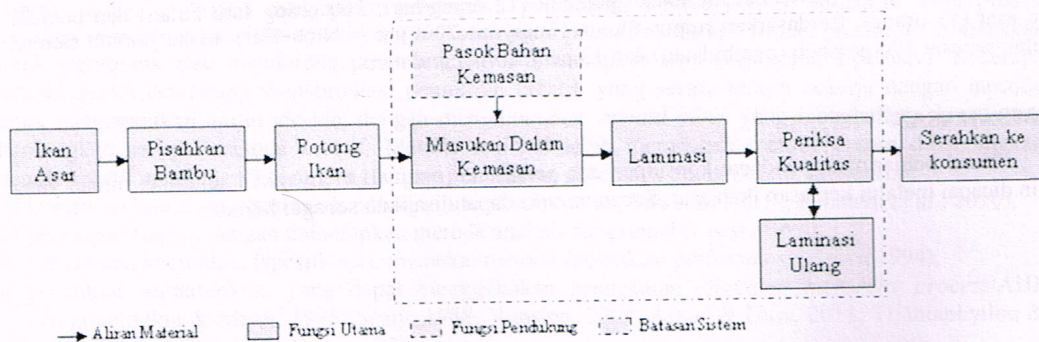 Pasok Bahan
Kemasan
Ikan
Asar
Pisahkan
Bambu
Potong
Ikan
Masukan Dalam
Kemasan
Laminasi
Periksa
Kualitas
Serahkan ke
konsumen
Laminasi
Ulang
Aliran Material
Fungsi Utama
Fungsi Pendukung
Batasan Sistem